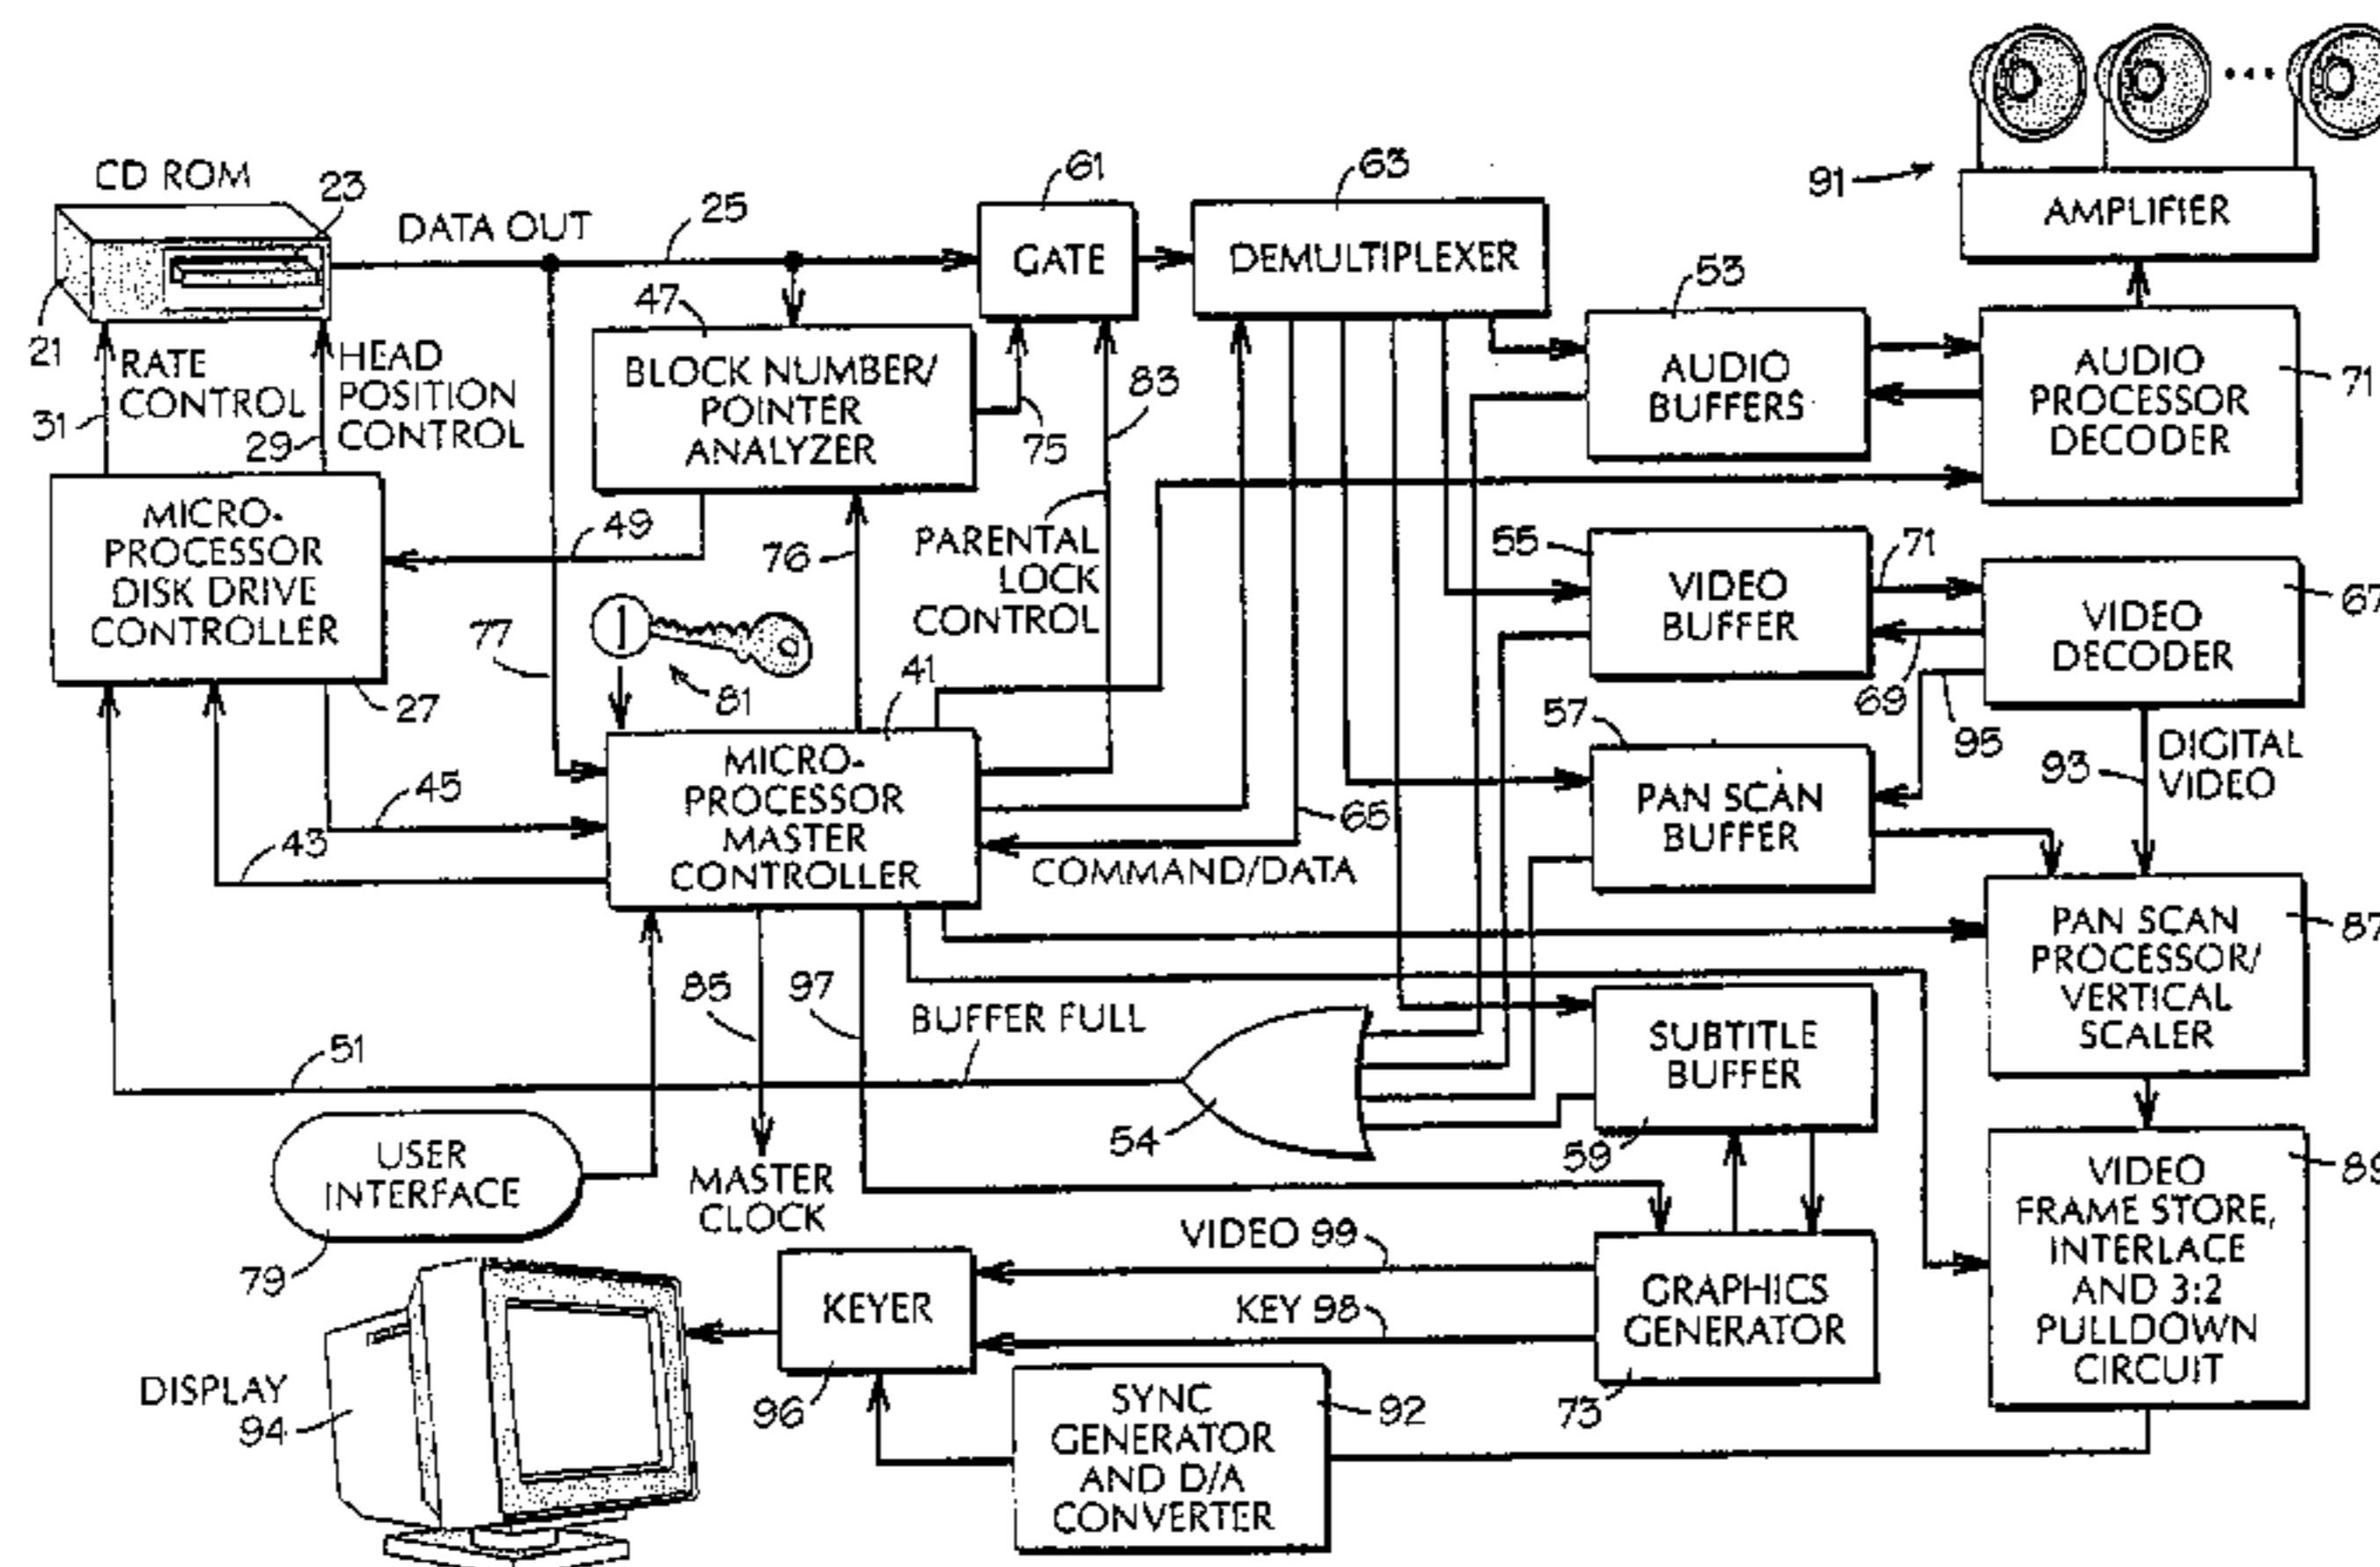 CD ROM
23
DATA OUT
25
61
63
91
AMPLIFIER
GATE
DEMULTIPLEXER
21
RATE
CONTROL
31
HEAD
POSITION
CONTROL
29
47
BLOCK NUMBER/
POINTER
ANALYZER
75
83
53
AUDIO
BUFFERS
AUDIO
PROCESSOR
DECODER
71
MICRO-
PROCESSOR
DISK DRIVE
CONTROLLER
27
49
76
PARENTAL
LOCK
CONTROL
77
81
41
55
VIDEO
BUFFER
71
69
95
VIDEO
DECODER
67
57
PAN SCAN
BUFFER
93
DIGITAL
VIDEO
45
43
MICRO-
PROCESSOR
MASTER
CONTROLLER
65
COMMAND/DATA
PAN SCAN
PROCESSOR/
VERTICAL
SCALER
87
85
97
BUFFER FULL
51
54
SUBTITLE
BUFFER
59
USER
INTERFACE
79
MASTER
CLOCK
VIDEO 99
KEY 98
KEYER
96
GRAPHICS
GENERATOR
73
VIDEO
FRAME STORE,
INTERLACE
AND 3:2
PULLDOWN
CIRCUIT
89
DISPLAY
94
SYNC
GENERATOR
AND D/A
CONVERTER
92